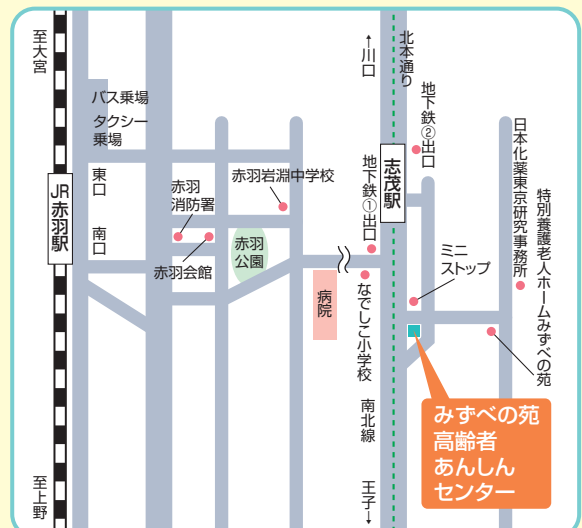 至大宮
バス乗場
タクシー
乗場
東口
南口
JR赤羽駅
至上野
赤羽
消防署
赤羽会館
赤羽岩淵中学校
赤羽
公園
病院
地下鉄①出口
なでしこ小学校
南北線
王子→
←川口
北本通り
志茂駅
地下鉄②出口
ミニ
ストップ
日本化薬東京研究事務所
特別養護老人ホームみずべの苑
みずべの苑
高齢者
あんしん
センター